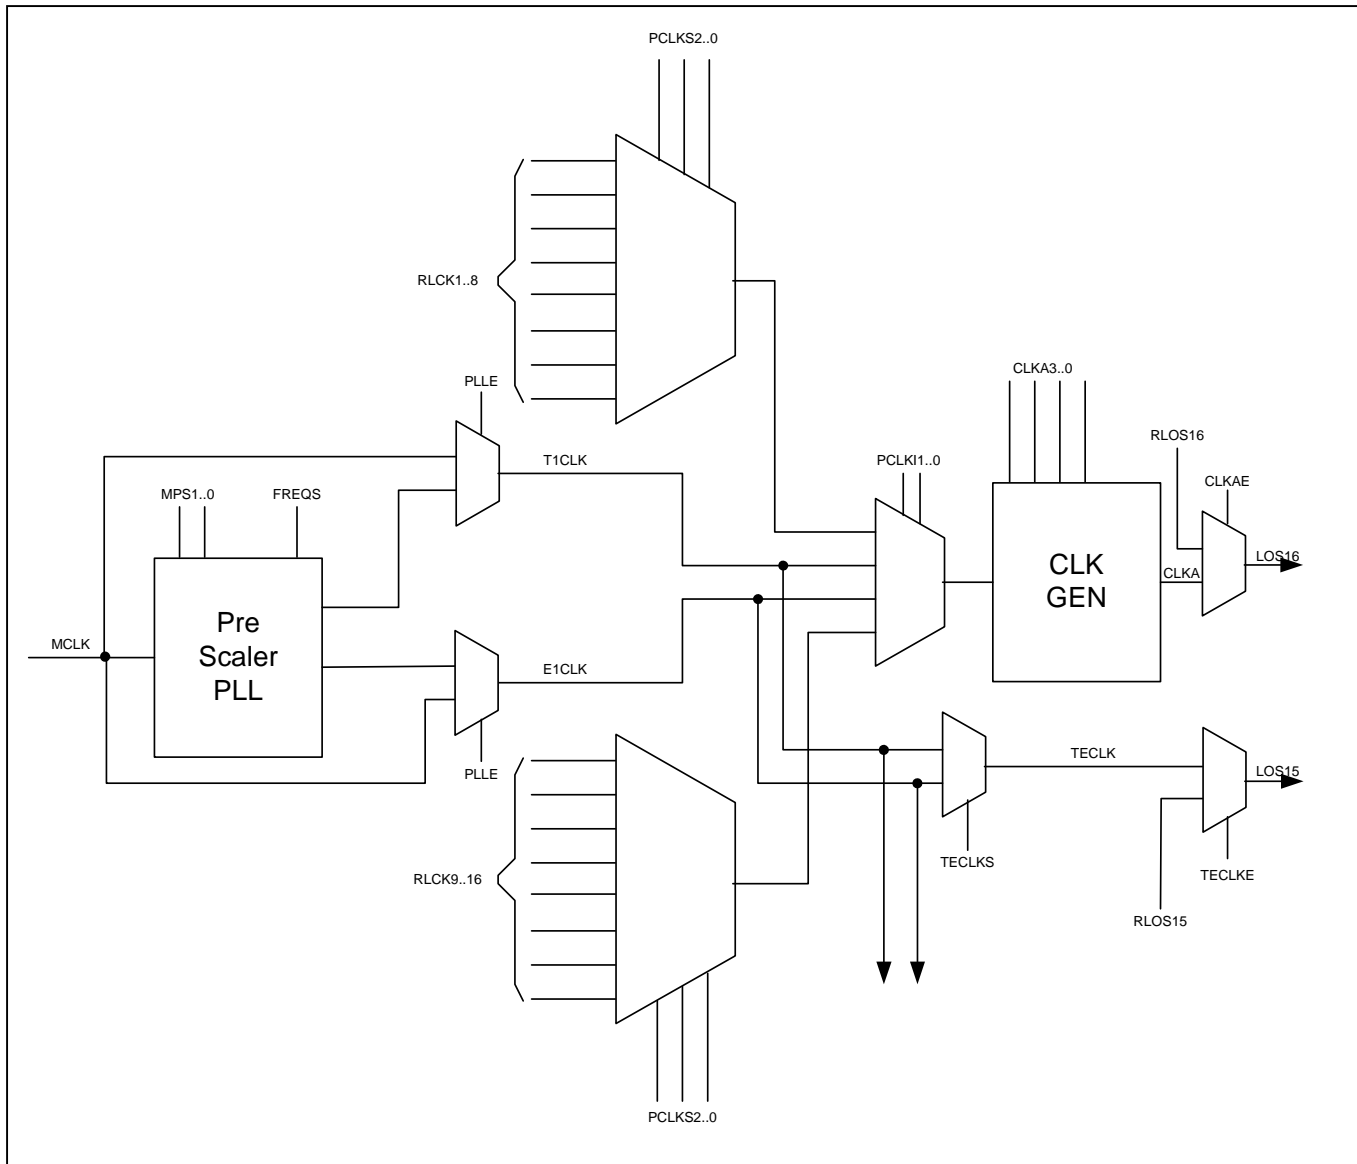 PCLKS2..0
RLCK1..8
PLLE
CLKA3..0
RLOS16
T1CLK
PCLKI1..0
CLKAE
MPS1..0
FREQS
CLK
GEN
LOS16
CLKA
Pre
Scaler
PLL
MCLK
E1CLK
PLLE
TECLK
LOS15
TECLKS
TECLKE
RLCK9..16
RLOS15
PCLKS2..0